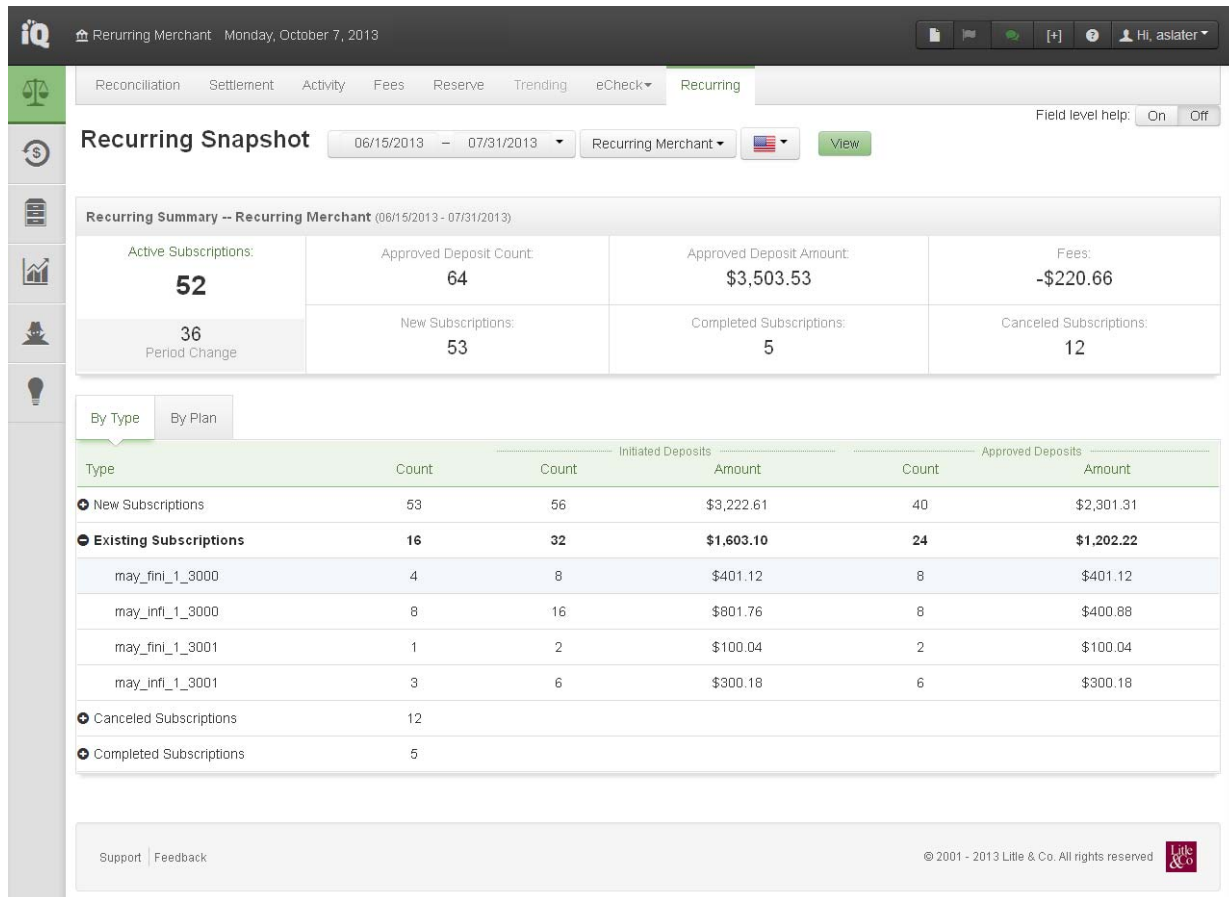 iQ Rerurring Merchant Monday, October 7, 2013 [+] Hi, aslater
Reconciliation Settlement Activity Fees Reserve Trending eCheck Recurring
Field level help: On Off
Recurring Snapshot 06/15/2013 – 07/31/2013 Recurring Merchant View
Recurring Summary -- Recurring Merchant (06/15/2013 - 07/31/2013)
Active Subscriptions: Approved Deposit Count: Approved Deposit Amount: Fees:
52 64 $3,503.53 -$220.66
36 New Subscriptions: Completed Subscriptions: Canceled Subscriptions:
Period Change 53 5 12
By Type By Plan
Initiated Deposits Approved Deposits
Type Count Count Amount Count Amount
New Subscriptions 53 56 $3,222.61 40 $2,301.31
Existing Subscriptions 16 32 $1,603.10 24 $1,202.22
may_fini_1_3000 4 8 $401.12 8 $401.12
may_infi_1_3000 8 16 $801.76 8 $400.88
may_fini_1_3001 1 2 $100.04 2 $100.04
may_infi_1_3001 3 6 $300.18 6 $300.18
Canceled Subscriptions 12
Completed Subscriptions 5
Support Feedback © 2001 - 2013 Litle & Co. All rights reserved Litle &Co